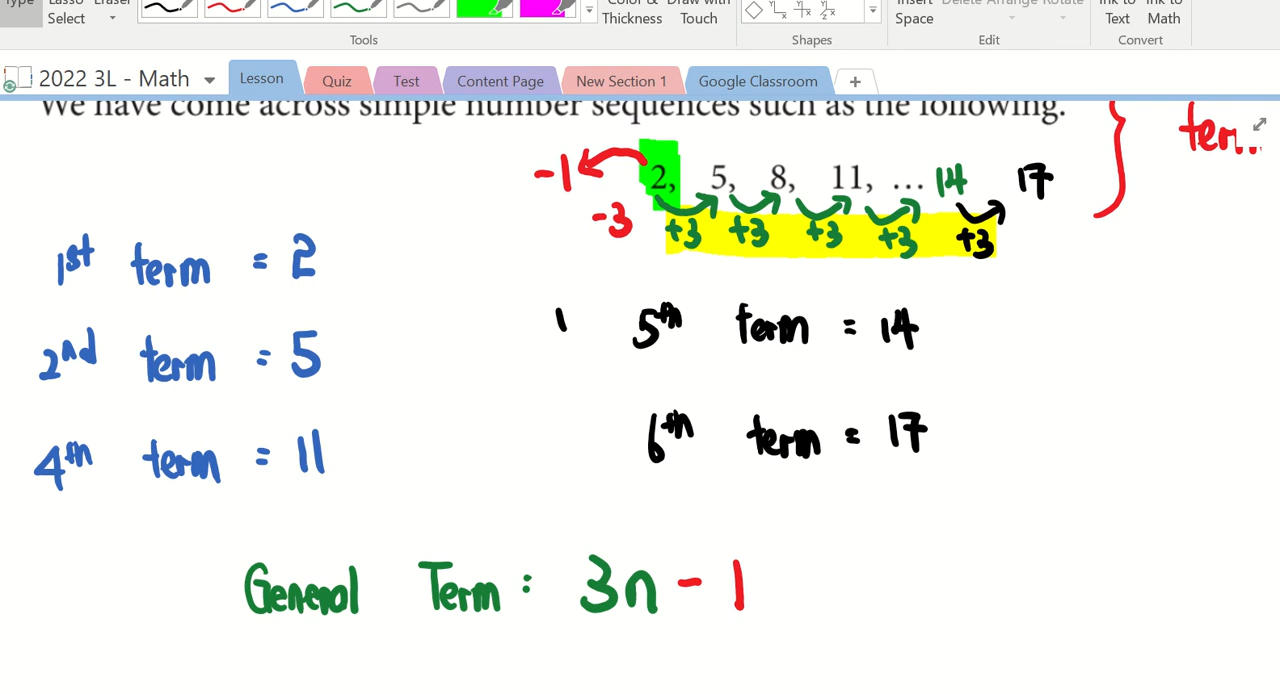 Type Lasso Select Eraser Color & Thickness Draw with Touch Insert Space Delete Arrange Rotate Ink to Text Ink to Math
Tools Shapes Edit Convert
2022 3L - Math Lesson Quiz Test Content Page New Section 1 Google Classroom +
We have come across simple number sequences such as the following.
} ter...
-1 2, 5, 8, 11, ... 14 17
-3 +3 +3 +3 +3 +3
1st term = 2
1 5th term = 14
2nd term = 5
6th term = 17
4th term = 11
General Term : 3n - 1